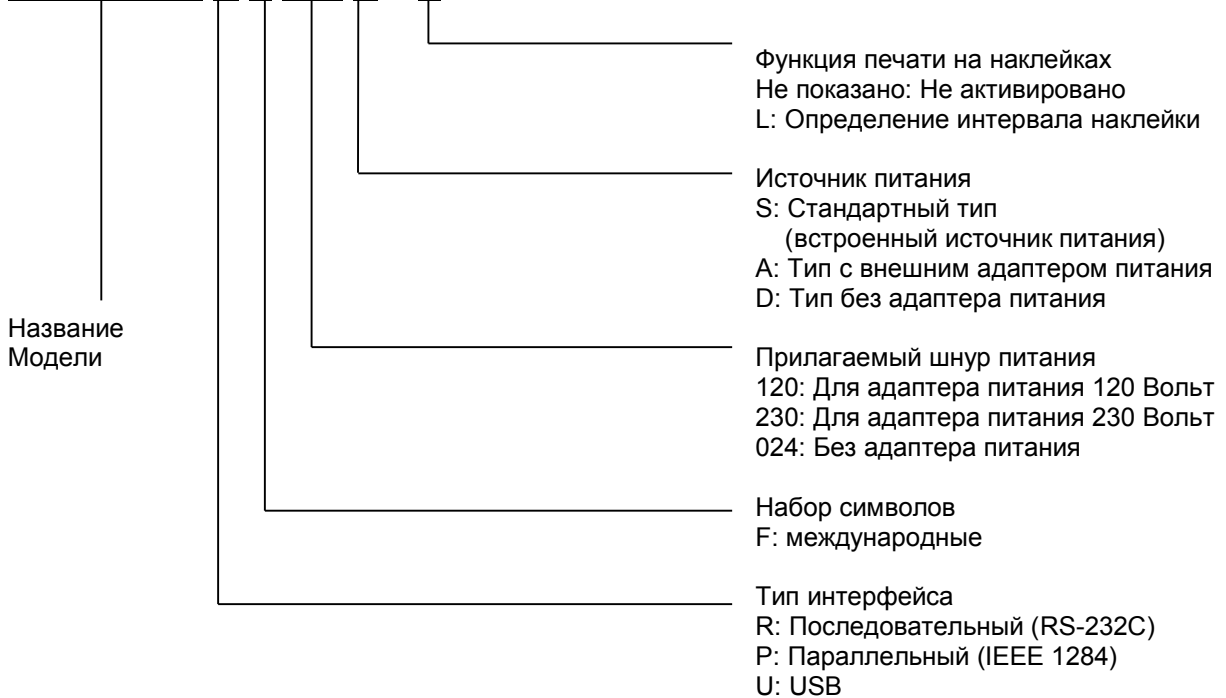 Функция печати на наклейках
Не показано: Не активировано
L: Определение интервала наклейки
Источник питания
S: Стандартный тип
(встроенный источник питания)
A: Тип с внешним адаптером питания
D: Тип без адаптера питания
Название
Модели
Прилагаемый шнур питания
120: Для адаптера питания 120 Вольт
230: Для адаптера питания 230 Вольт
024: Без адаптера питания
Набор символов
F: международные
Тип интерфейса
R: Последовательный (RS-232C)
P: Параллельный (IEEE 1284)
U: USB